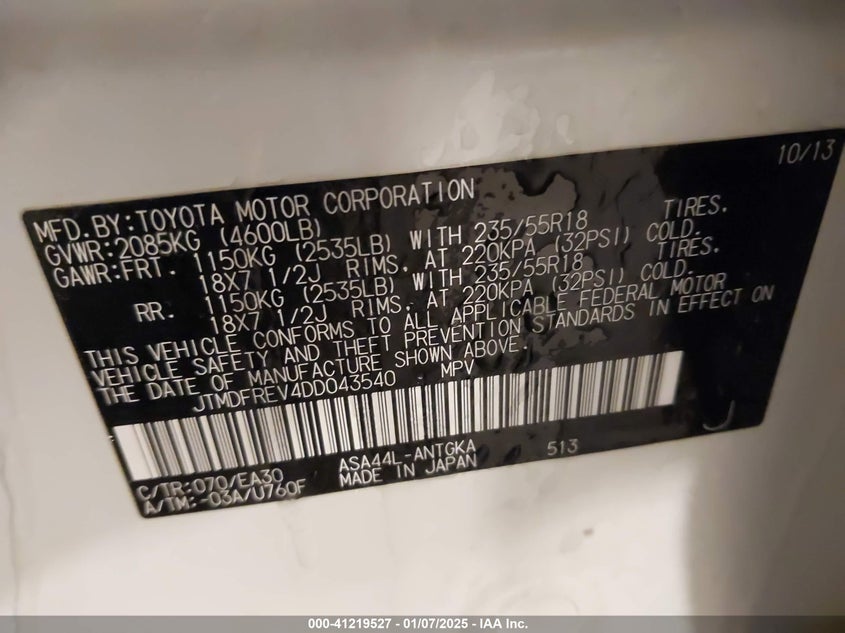 10/13
MFD.BY:TOYOTA MOTOR CORPORATION
GVWR:2085KG (4600LB)
GAWR:FRT. 1150KG (2535LB) WITH 235/55R18 TIRES.
18X7 1/2J RIMS, AT 220KPA (32PSI) COLD.
RR. 1150KG (2535LB) WITH 235/55R18 TIRES.
18X7 1/2J RIMS, AT 220KPA (32PSI) COLD.
THIS VEHICLE CONFORMS TO ALL APPLICABLE FEDERAL MOTOR
VEHICLE SAFETY AND THEFT PREVENTION STANDARDS IN EFFECT ON
THE DATE OF MANUFACTURE SHOWN ABOVE.
JTMDFREV4DD043540 MPV
C/TR:070/EA30 ASA44L-ANTGKA 513 J
A/TM:-03A/U760F MADE IN JAPAN
000-41219527 - 01/07/2025 - IAA Inc.